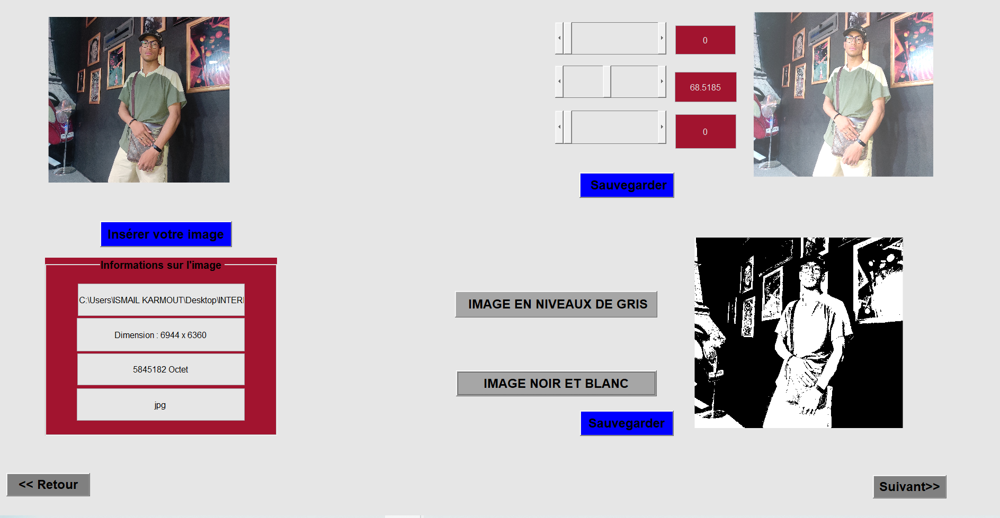 0
68.5185
0
Sauvegarder
Insérer votre image
Informations sur l'image
C:\Users\ISMAIL KARMOUT\Desktop\INTER
Dimension : 6944 x 6360
5845182 Octet
jpg
IMAGE EN NIVEAUX DE GRIS
IMAGE NOIR ET BLANC
Sauvegarder
<< Retour
Suivant>>